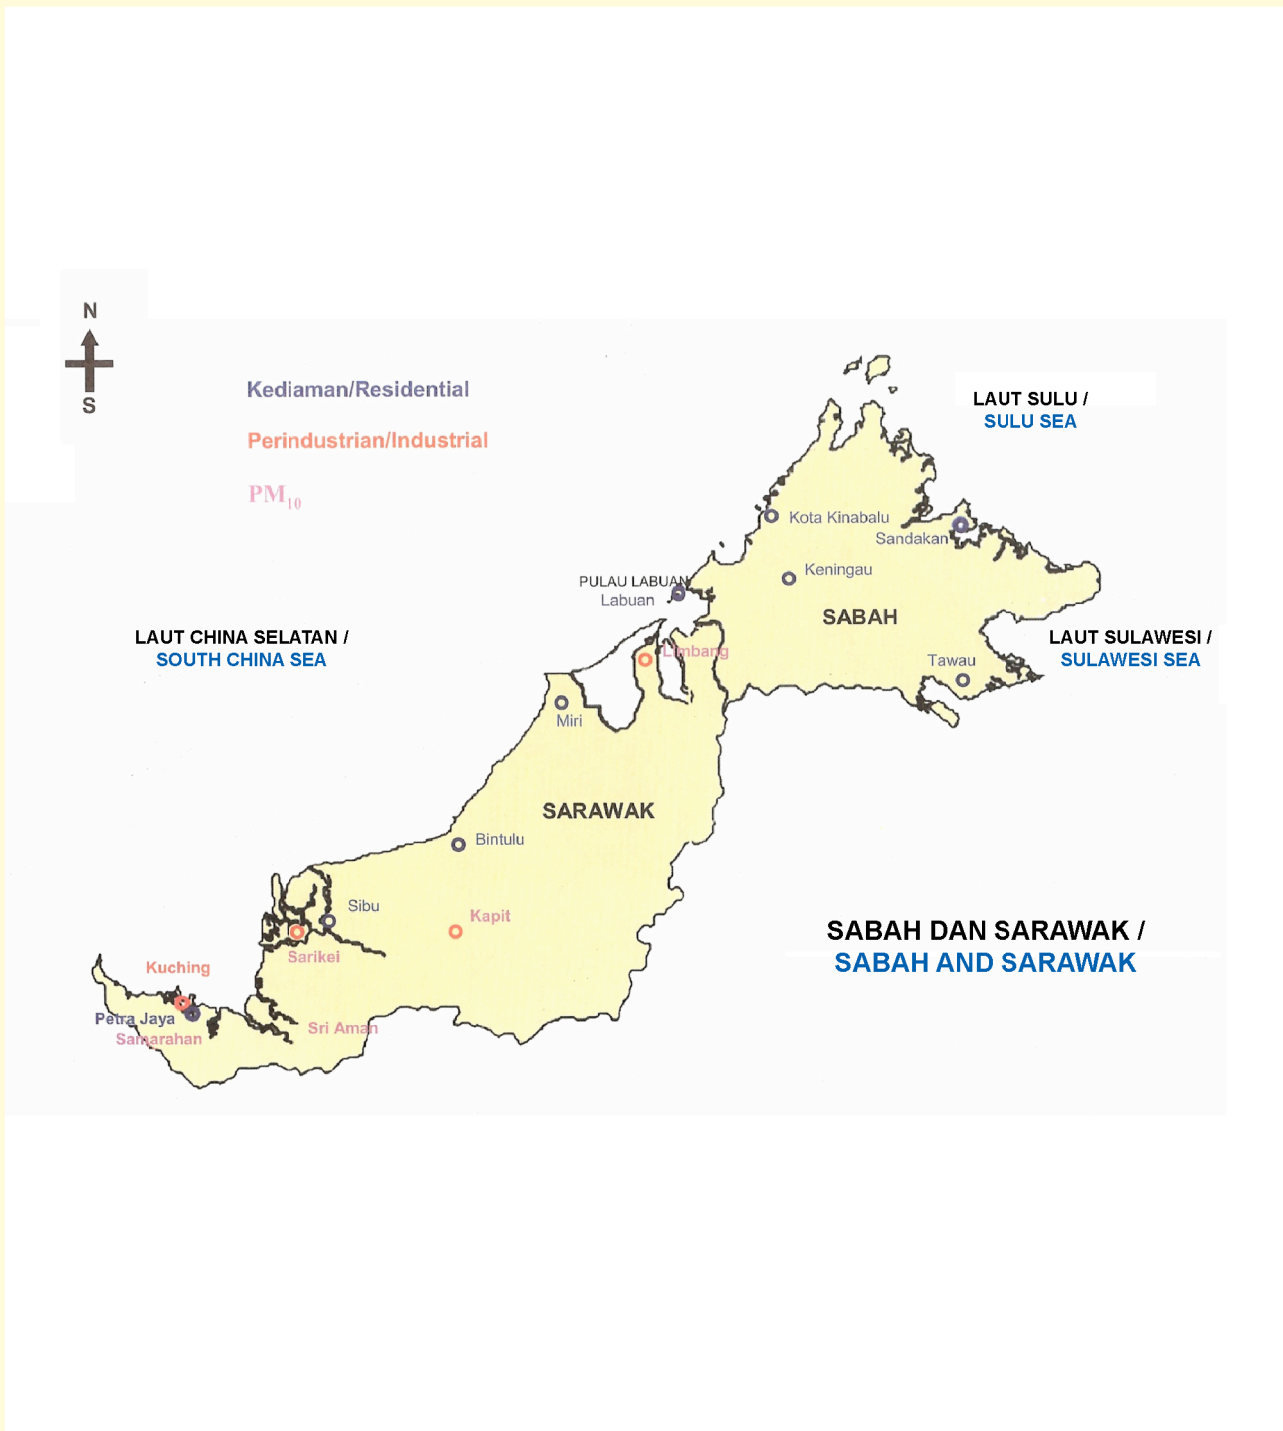 N
S
Kediaman/Residential
Perindustrian/Industrial
PM10
LAUT SULU /
SULU SEA
Kota Kinabalu
Sandakan
Keningau
PULAU LABUAN
Labuan
SABAH
LAUT CHINA SELATAN /
SOUTH CHINA SEA
LAUT SULAWESI /
SULAWESI SEA
Limbang
Tawau
Miri
SARAWAK
Bintulu
Sibu
Kapit
SABAH DAN SARAWAK /
SABAH AND SARAWAK
Sarikei
Kuching
Petra Jaya
Samarahan
Sri Aman